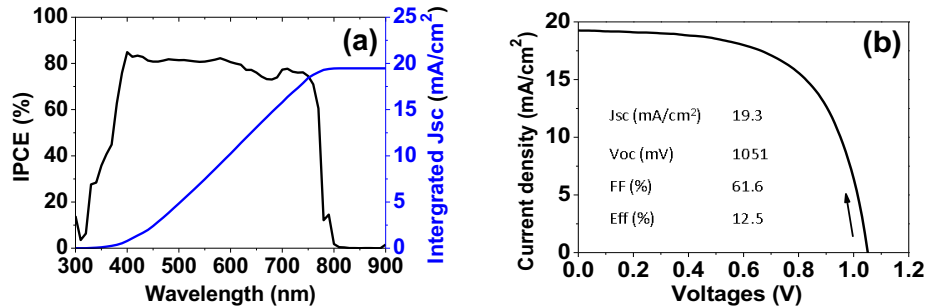 (a)
IPCE (%)
100
80
60
40
20
0
25
20
15
10
5
0
Intergrated Jsc (mA/cm²)
300 400 500 600 700 800 900
Wavelength (nm)
(b)
Current density (mA/cm²)
20
15
10
5
0
Jsc (mA/cm²) 19.3
Voc (mV) 1051
FF (%) 61.6
Eff (%) 12.5
0.0 0.2 0.4 0.6 0.8 1.0 1.2
Voltages (V)